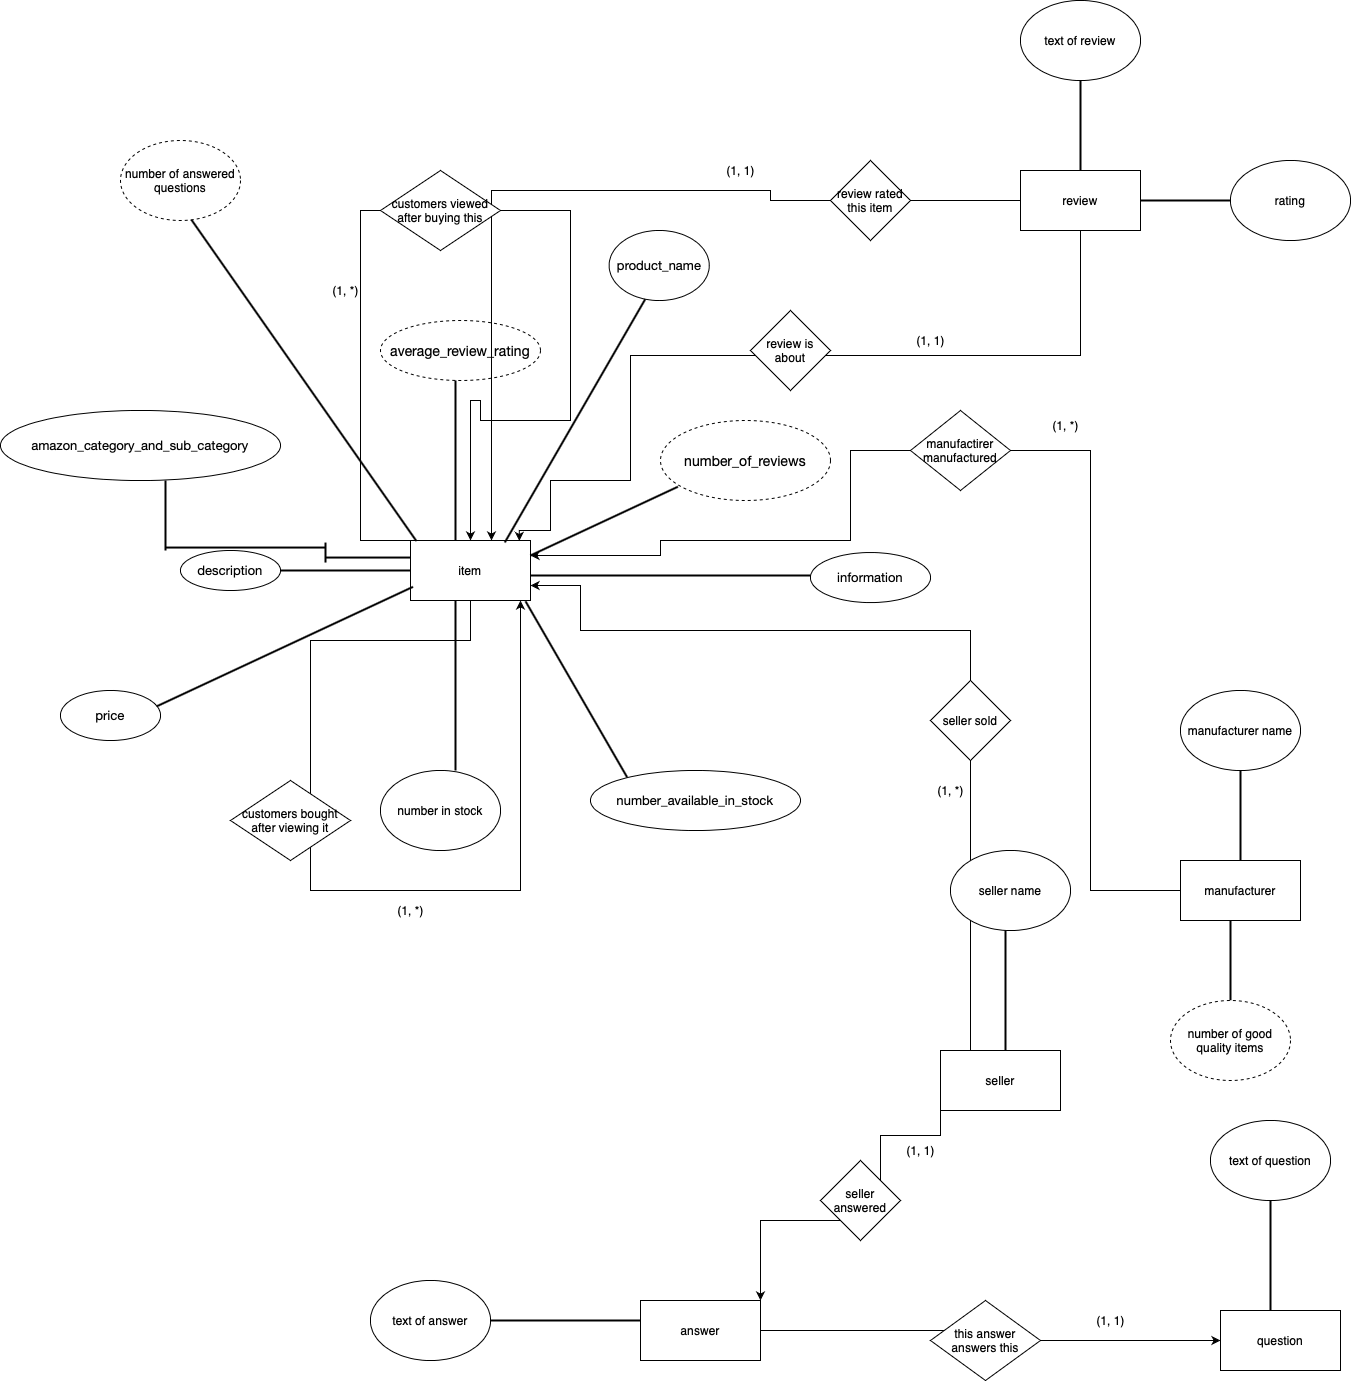 text of review
number of answered
questions
customers viewed
after buying this
(1, 1)
review rated
this item
review
rating
product_name
(1, *)
average_review_rating
review is
about
(1, 1)
amazon_category_and_sub_category
number_of_reviews
manufactirer
manufactured
(1, *)
description
item
information
price
seller sold
manufacturer name
(1, *)
customers bought
after viewing it
number in stock
number_available_in_stock
seller name
manufacturer
(1, *)
number of good
quality items
seller
(1, 1)
text of question
seller
answered
text of answer
answer
this answer
answers this
(1, 1)
question